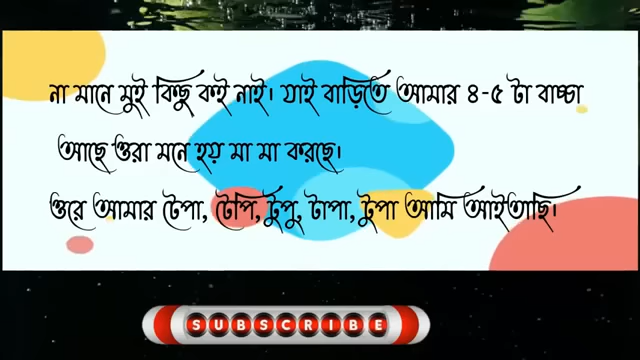 না মানে মুই কিছু কই নাই। যাই বাড়িতে আমার ৪-৫ টা বাচ্চা
আছে ওরা মনে হয় মা মা করছে।
ওরে আমার টেপা, টেপি, টুপু, টাপা, টুপা আমি আইতাছি।
SUBSCRIBE